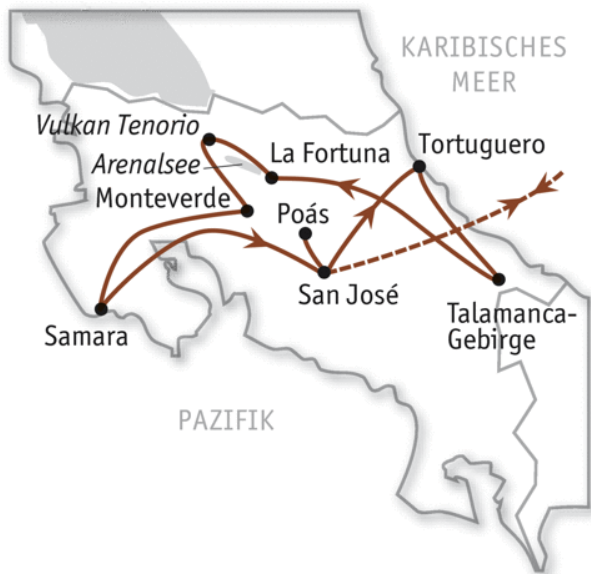 KARIBISCHES
MEER
Vulkan Tenorio
Tortuguero
La Fortuna
Arenalsee
Monteverde
Poás
San José
Talamanca-
Gebirge
Samara
PAZIFIK